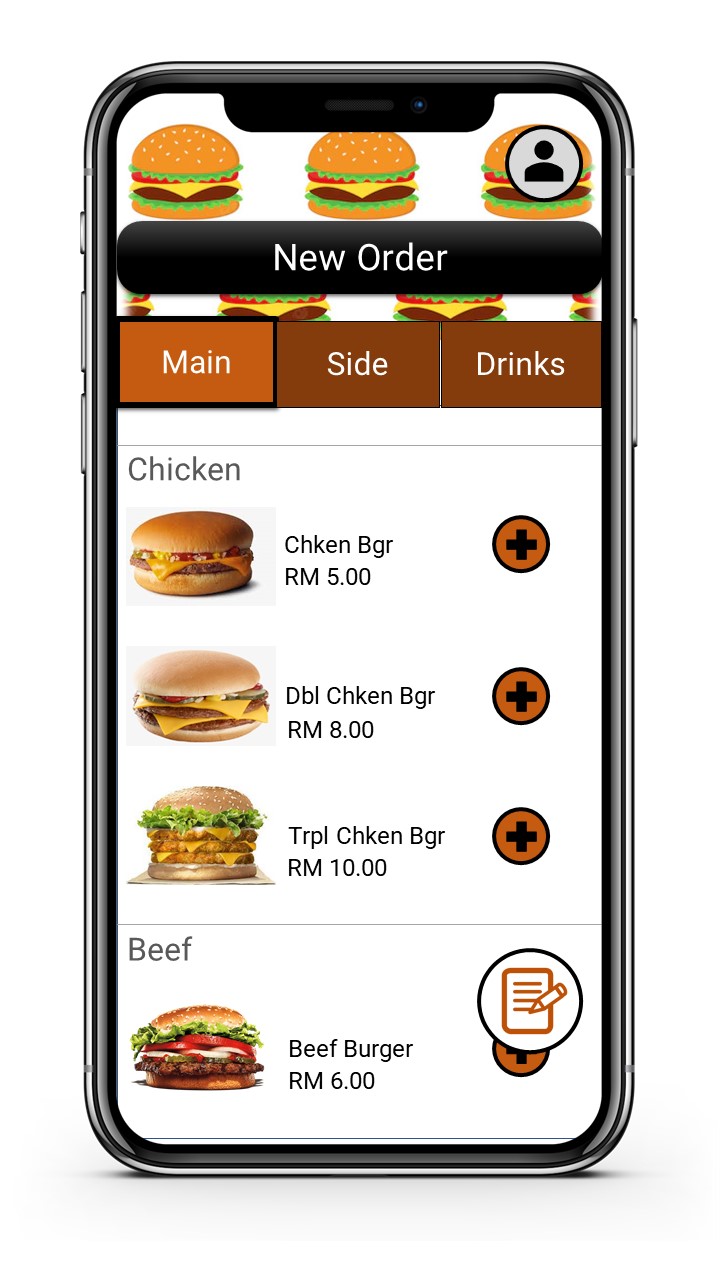 New Order
Main
Side
Drinks
Chicken
Chken Bgr
RM 5.00
Dbl Chken Bgr
RM 8.00
Trpl Chken Bgr
RM 10.00
Beef
Beef Burger
RM 6.00